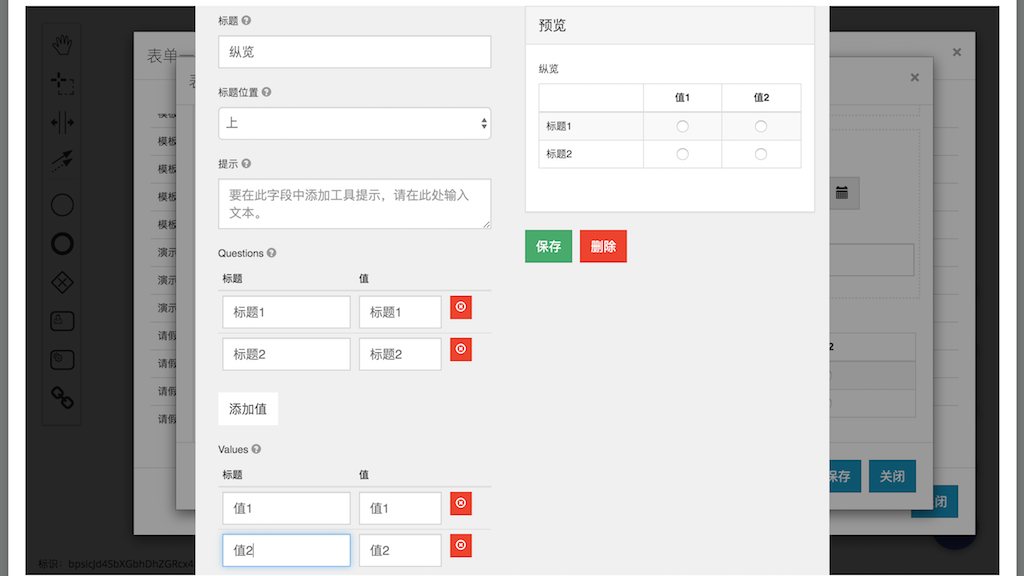 标题
纵览
标题位置
上
提示
要在此字段中添加工具提示，请在此处输入
文本。
Questions
标题 值
标题1 标题1
标题2 标题2
添加值
Values
标题 值
值1 值1
值2 值2
预览
纵览
值1 值2
标题1
标题2
保存 删除
表单
模板
模板
模板
模板
演示
演示
演示
请假
请假
请假
请假
2
保存 关闭
闭
标识：